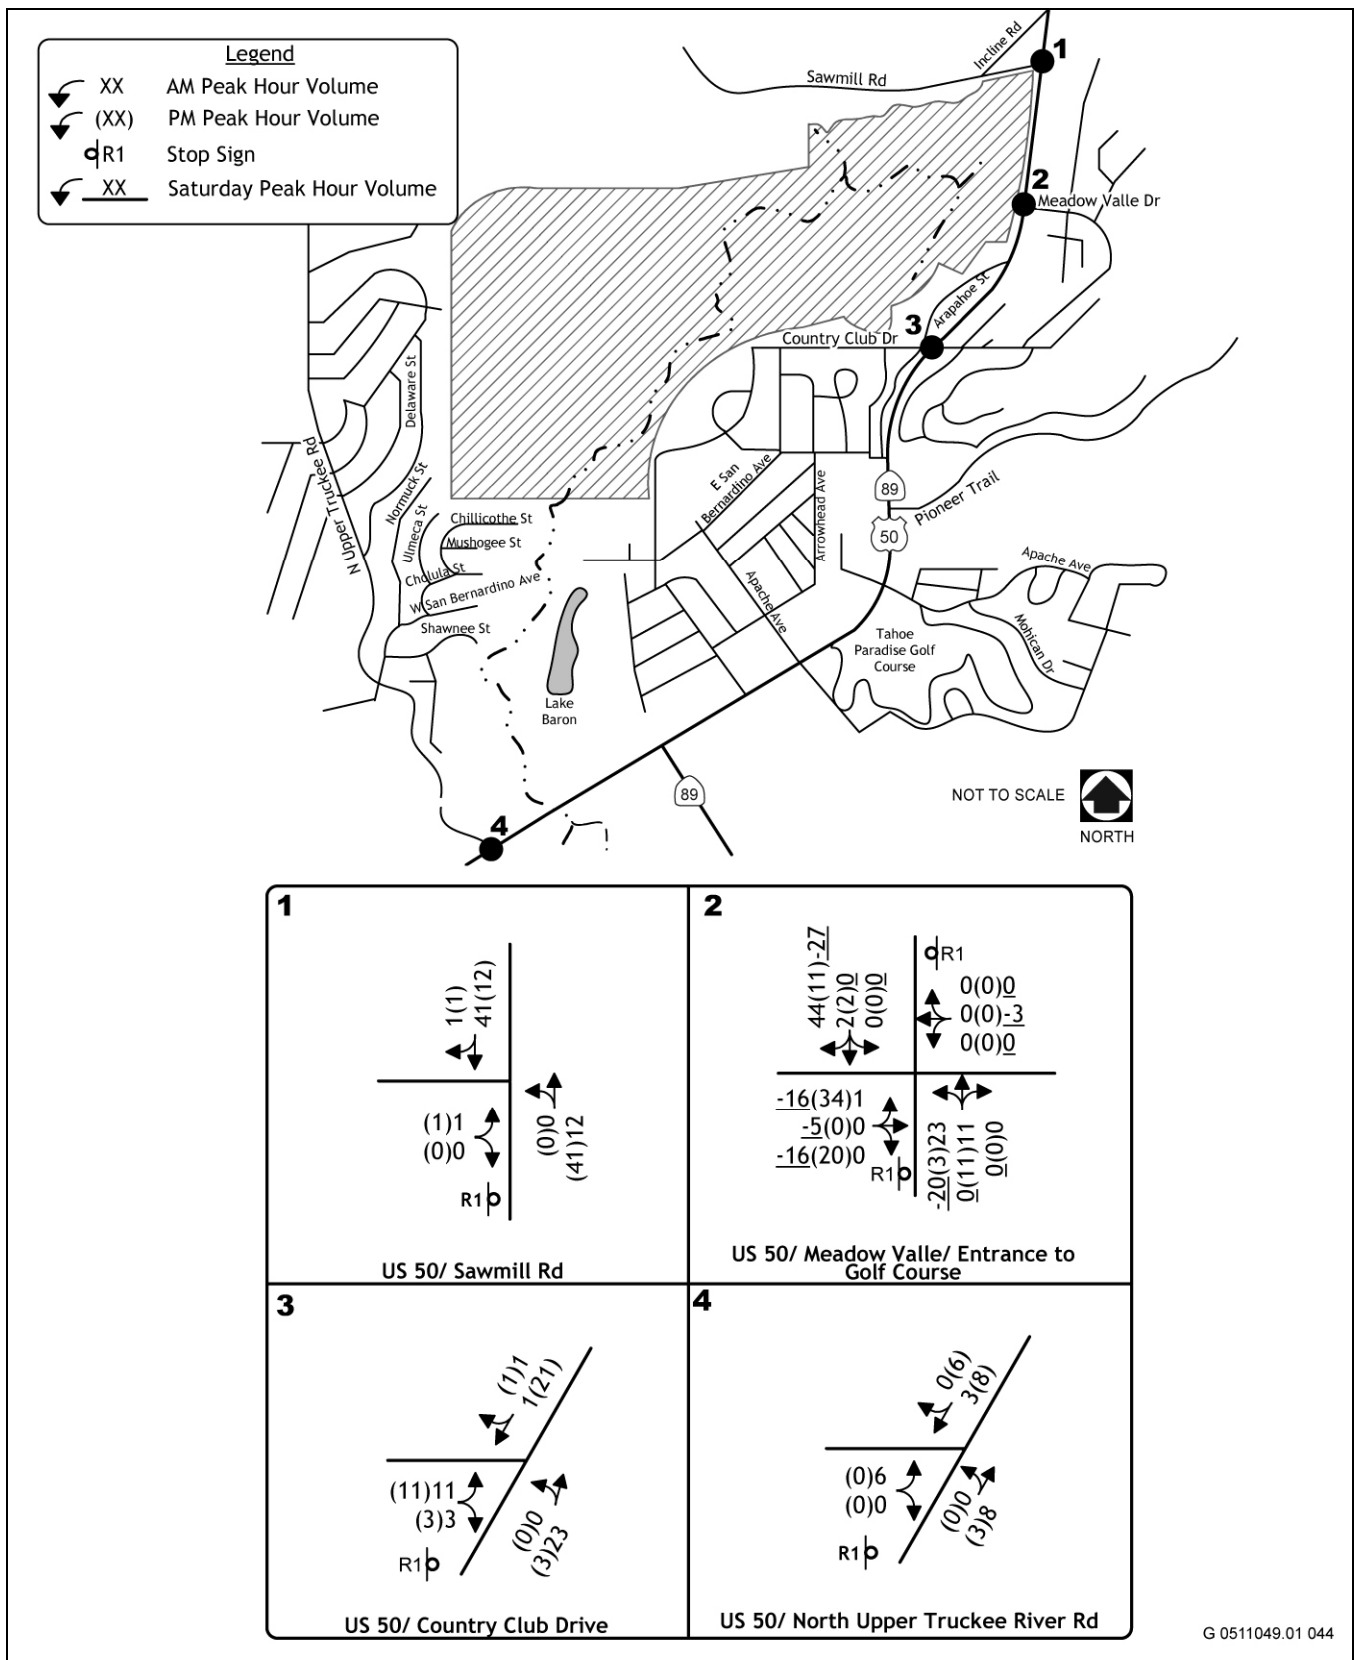 Legend
XX AM Peak Hour Volume
(XX) PM Peak Hour Volume
R1 Stop Sign
XX Saturday Peak Hour Volume
Incline Rd
1
Sawmill Rd
2
Meadow Valle Dr
Arapahoe St
3
Country Club Dr
Delaware St
N Upper Truckee Rd
Normuck St
E San
Bernardino Ave
Arrowhead Ave
89
Pioneer Trail
50
Ulmeca St
Chillicothe St
Mushogee St
Cholula St
W San Bernardino Ave
Shawnee St
Apache Ave
Apache Ave
Mohican Dr
Tahoe
Paradise Golf
Course
Lake
Baron
89
4
NOT TO SCALE
NORTH
1
1(1)
41(12)
(1)1
(0)0
(0)0
(41)12
R1
US 50/ Sawmill Rd
2
44(11)-27
2(2)0
0(0)0
R1
0(0)0
0(0)-3
0(0)0
-16(34)1
-5(0)0
-16(20)0
R1
-20(3)23
0(11)11
0(0)0
US 50/ Meadow Valle/ Entrance to
Golf Course
3
(1)1
1(21)
(11)11
(3)3
(0)0
(3)23
R1
US 50/ Country Club Drive
4
0(6)
3(8)
(0)6
(0)0
(0)0
(3)8
R1
US 50/ North Upper Truckee River Rd
G 0511049.01 044